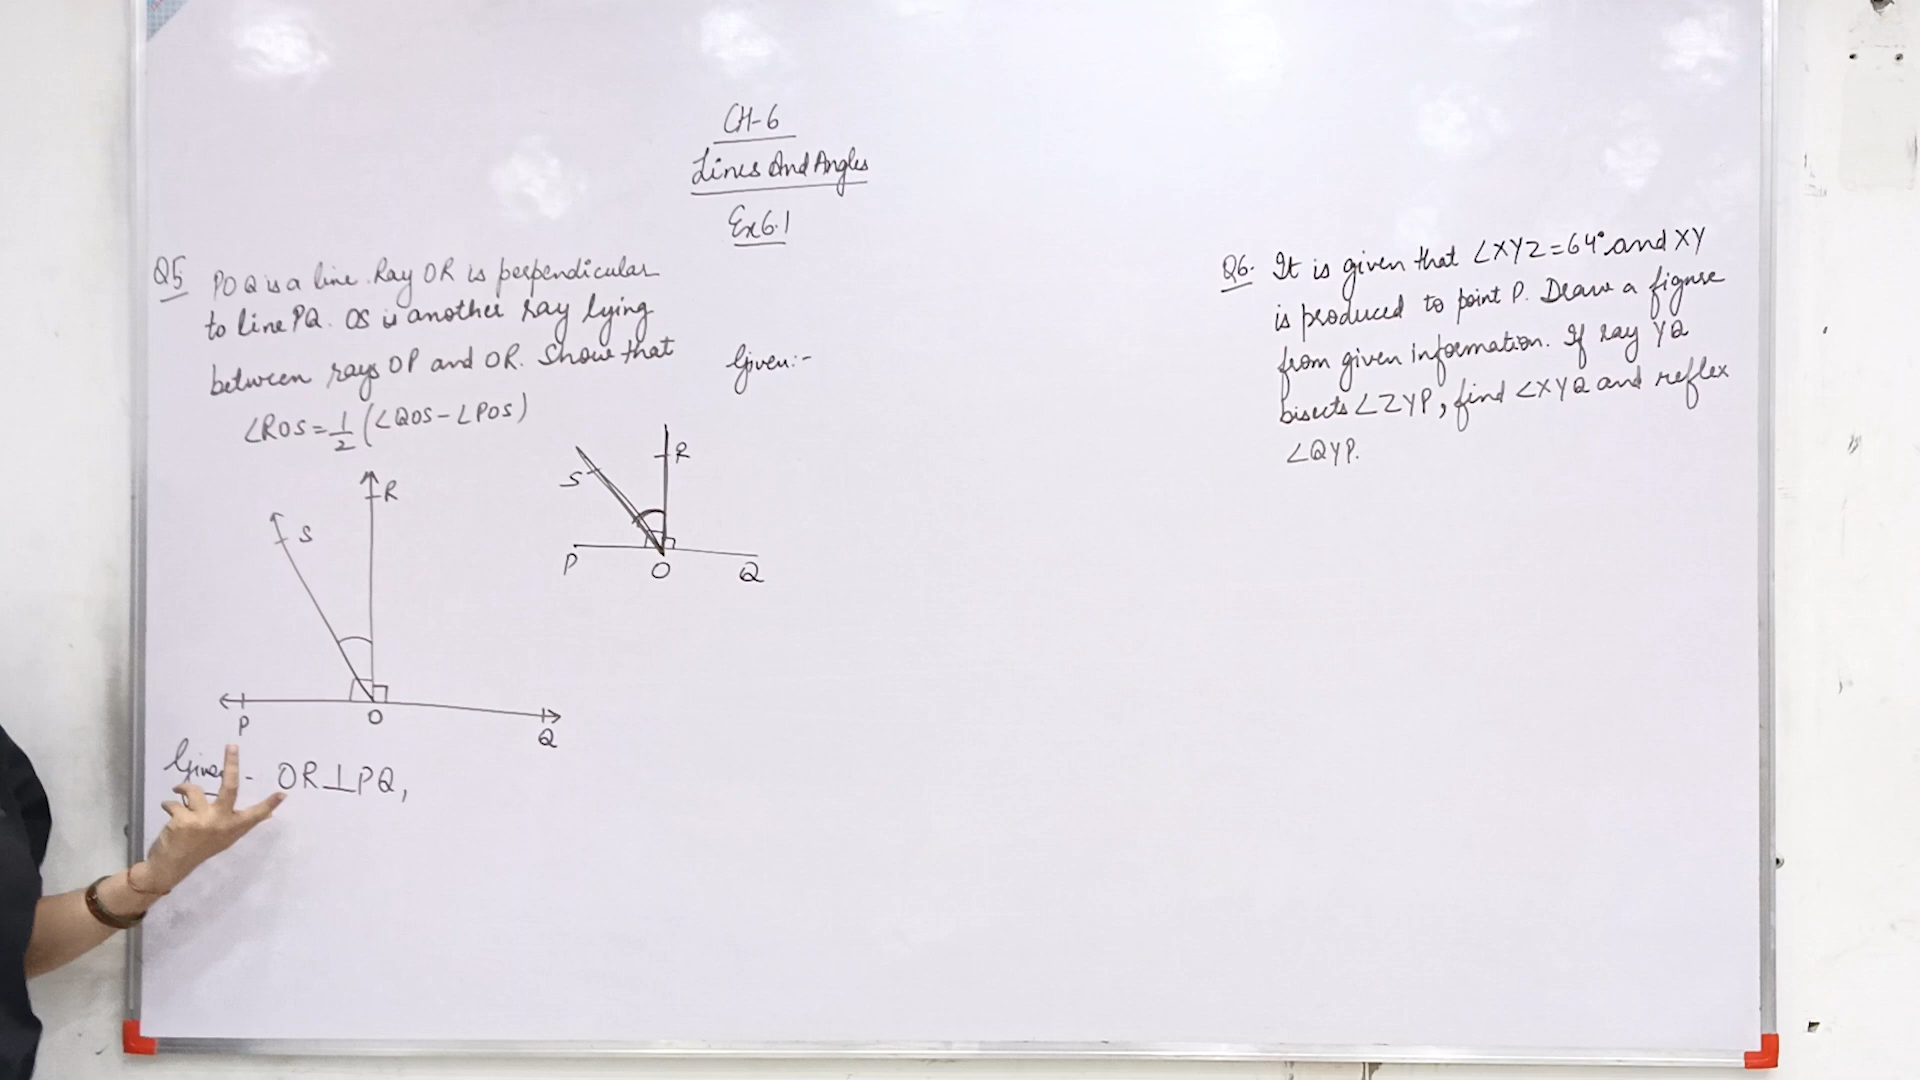 CH-6
Lines And Angles
Ex 6.1
Q5 POQ is a line. Ray OR is perpendicular
to line PQ. OS is another ray lying
between rays OP and OR. Show that
∠ROS = 1/2 (∠QOS - ∠POS)
R
S
P
O
Q
Given - OR⊥PQ,
Given:-
R
S
P
O
Q
Q6. It is given that ∠XYZ = 64° and XY
is produced to point P. Draw a figure
from given information. If ray YQ
bisects ∠ZYP, find ∠XYQ and reflex
∠QYP.